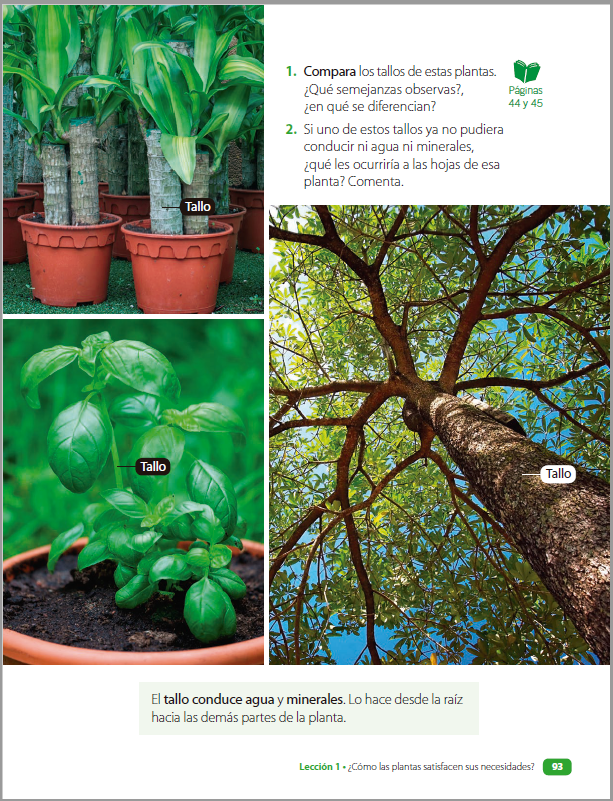 1. Compara los tallos de estas plantas.
¿Qué semejanzas observas?,
¿en qué se diferencian?
Páginas
44 y 45
2. Si uno de estos tallos ya no pudiera
conducir ni agua ni minerales,
¿qué les ocurriría a las hojas de esa
planta? Comenta.
Tallo
Tallo
Tallo
El tallo conduce agua y minerales. Lo hace desde la raíz
hacia las demás partes de la planta.
Lección 1 • ¿Cómo las plantas satisfacen sus necesidades? 93